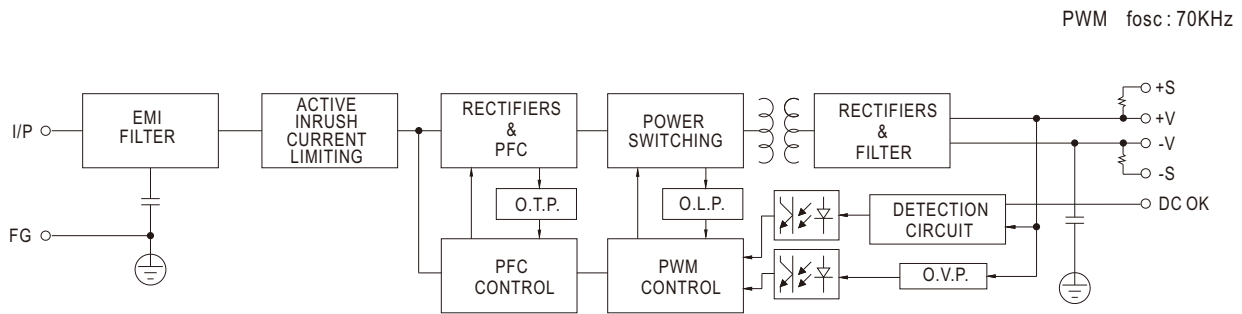 PWM fosc : 70KHz
I/P
EMI
FILTER
ACTIVE
INRUSH
CURRENT
LIMITING
RECTIFIERS
&
PFC
POWER
SWITCHING
RECTIFIERS
&
FILTER
+S
+V
-V
-S
DC OK
O.T.P.
O.L.P.
DETECTION
CIRCUIT
FG
PFC
CONTROL
PWM
CONTROL
O.V.P.